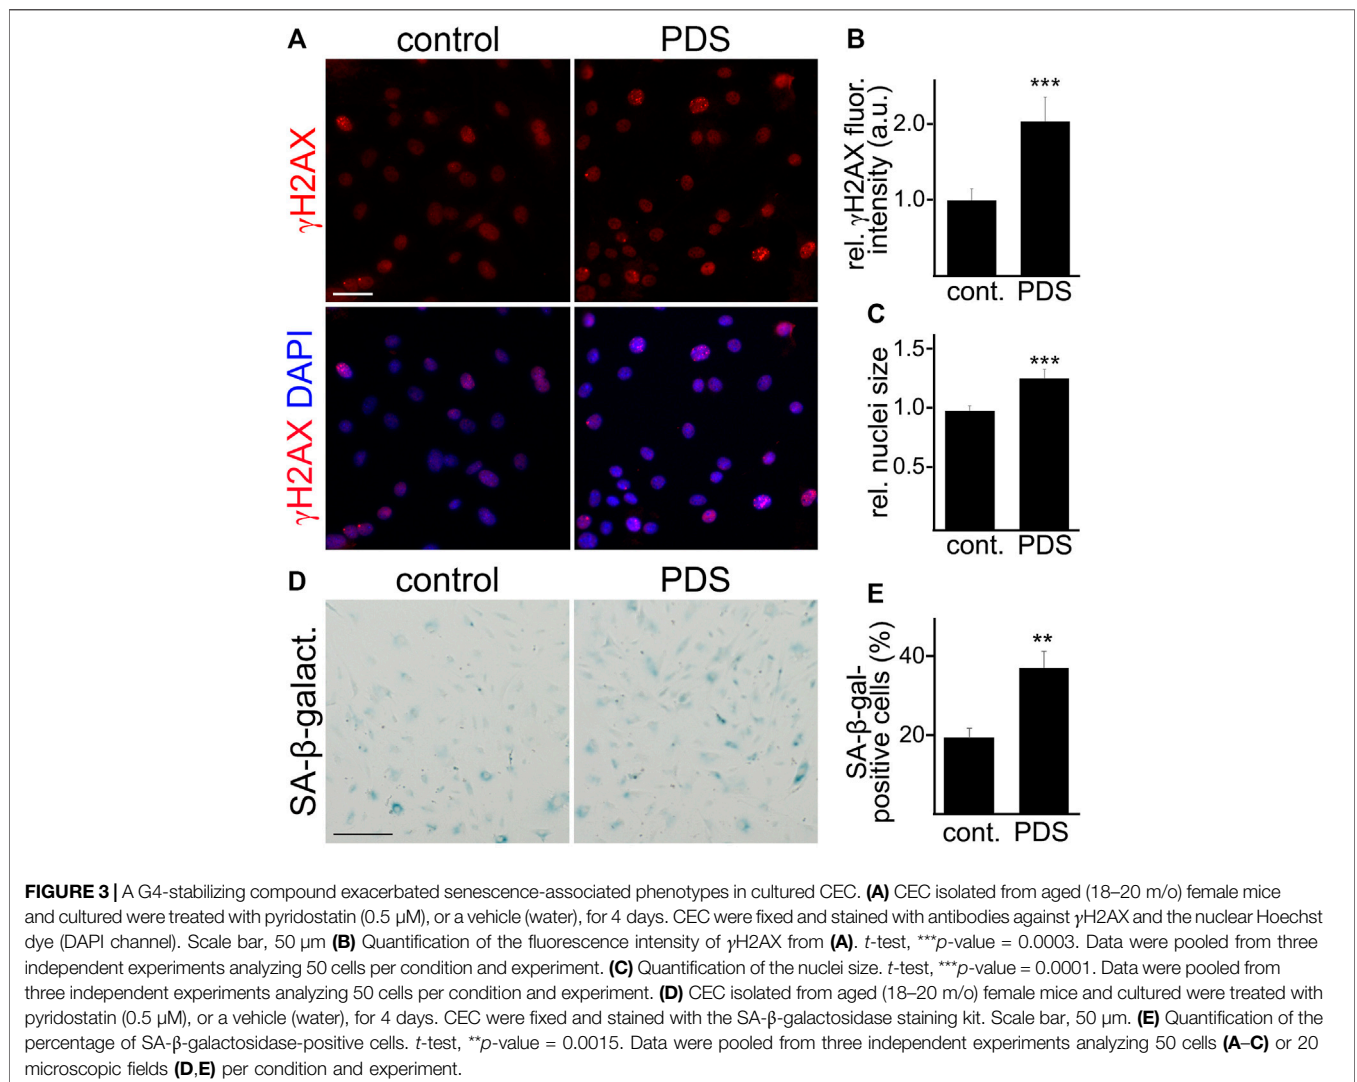 A
control
PDS
γH2AX
γH2AX DAPI
B
rel. γH2AX fluor.
intensity (a.u.)
2.0
1.0
***
cont. PDS
C
rel. nuclei size
1.5
1.0
0.5
***
cont. PDS
D
control
PDS
SA-β-galact.
E
SA-β-gal-
positive cells (%)
40
20
**
cont. PDS
FIGURE 3 | A G4-stabilizing compound exacerbated senescence-associated phenotypes in cultured CEC. (A) CEC isolated from aged (18–20 m/o) female mice
and cultured were treated with pyridostatin (0.5 µM), or a vehicle (water), for 4 days. CEC were fixed and stained with antibodies against γH2AX and the nuclear Hoechst
dye (DAPI channel). Scale bar, 50 µm (B) Quantification of the fluorescence intensity of γH2AX from (A). t-test, ***p-value = 0.0003. Data were pooled from three
independent experiments analyzing 50 cells per condition and experiment. (C) Quantification of the nuclei size. t-test, ***p-value = 0.0001. Data were pooled from
three independent experiments analyzing 50 cells per condition and experiment. (D) CEC isolated from aged (18–20 m/o) female mice and cultured were treated with
pyridostatin (0.5 µM), or a vehicle (water), for 4 days. CEC were fixed and stained with the SA-β-galactosidase staining kit. Scale bar, 50 µm. (E) Quantification of the
percentage of SA-β-galactosidase-positive cells. t-test, **p-value = 0.0015. Data were pooled from three independent experiments analyzing 50 cells (A–C) or 20
microscopic fields (D,E) per condition and experiment.